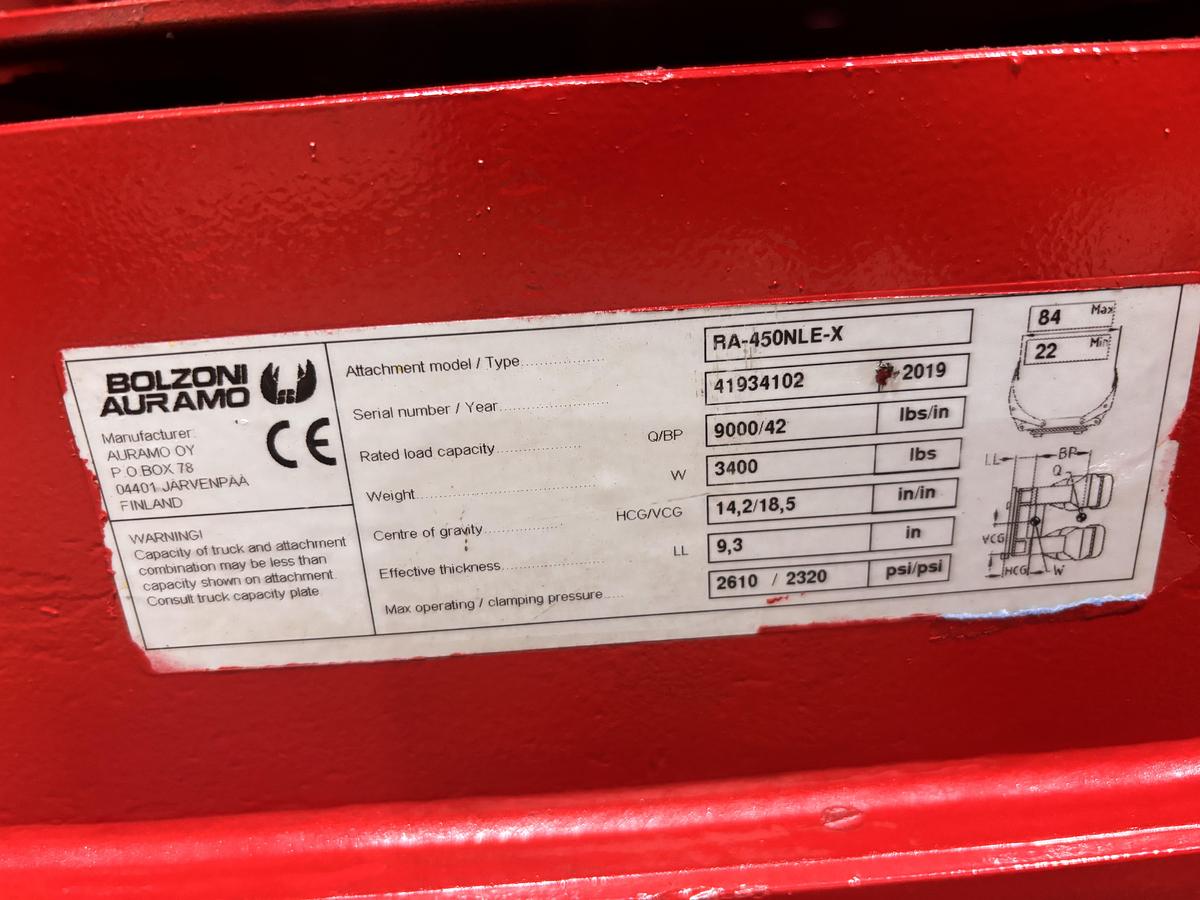 BOLZONI
AURAMO
CE
Manufacturer:
AURAMO OY
P.O.BOX 78
04401 JÄRVENPÄÄ
FINLAND
WARNING!
Capacity of truck and attachment
combination may be less than
capacity shown on attachment.
Consult truck capacity plate.
Attachment model / Type RA-450NLE-X
Serial number / Year 41934102 2019
Rated load capacity Q/BP 9000/42 lbs/in
Weight W 3400 lbs
Centre of gravity HCG/VCG 14,2/18,5 in/in
Effective thickness LL 9,3 in
Max operating / clamping pressure 2610 / 2320 psi/psi
84 Max
22 Min
LL BP
Q
VCG
HCG W